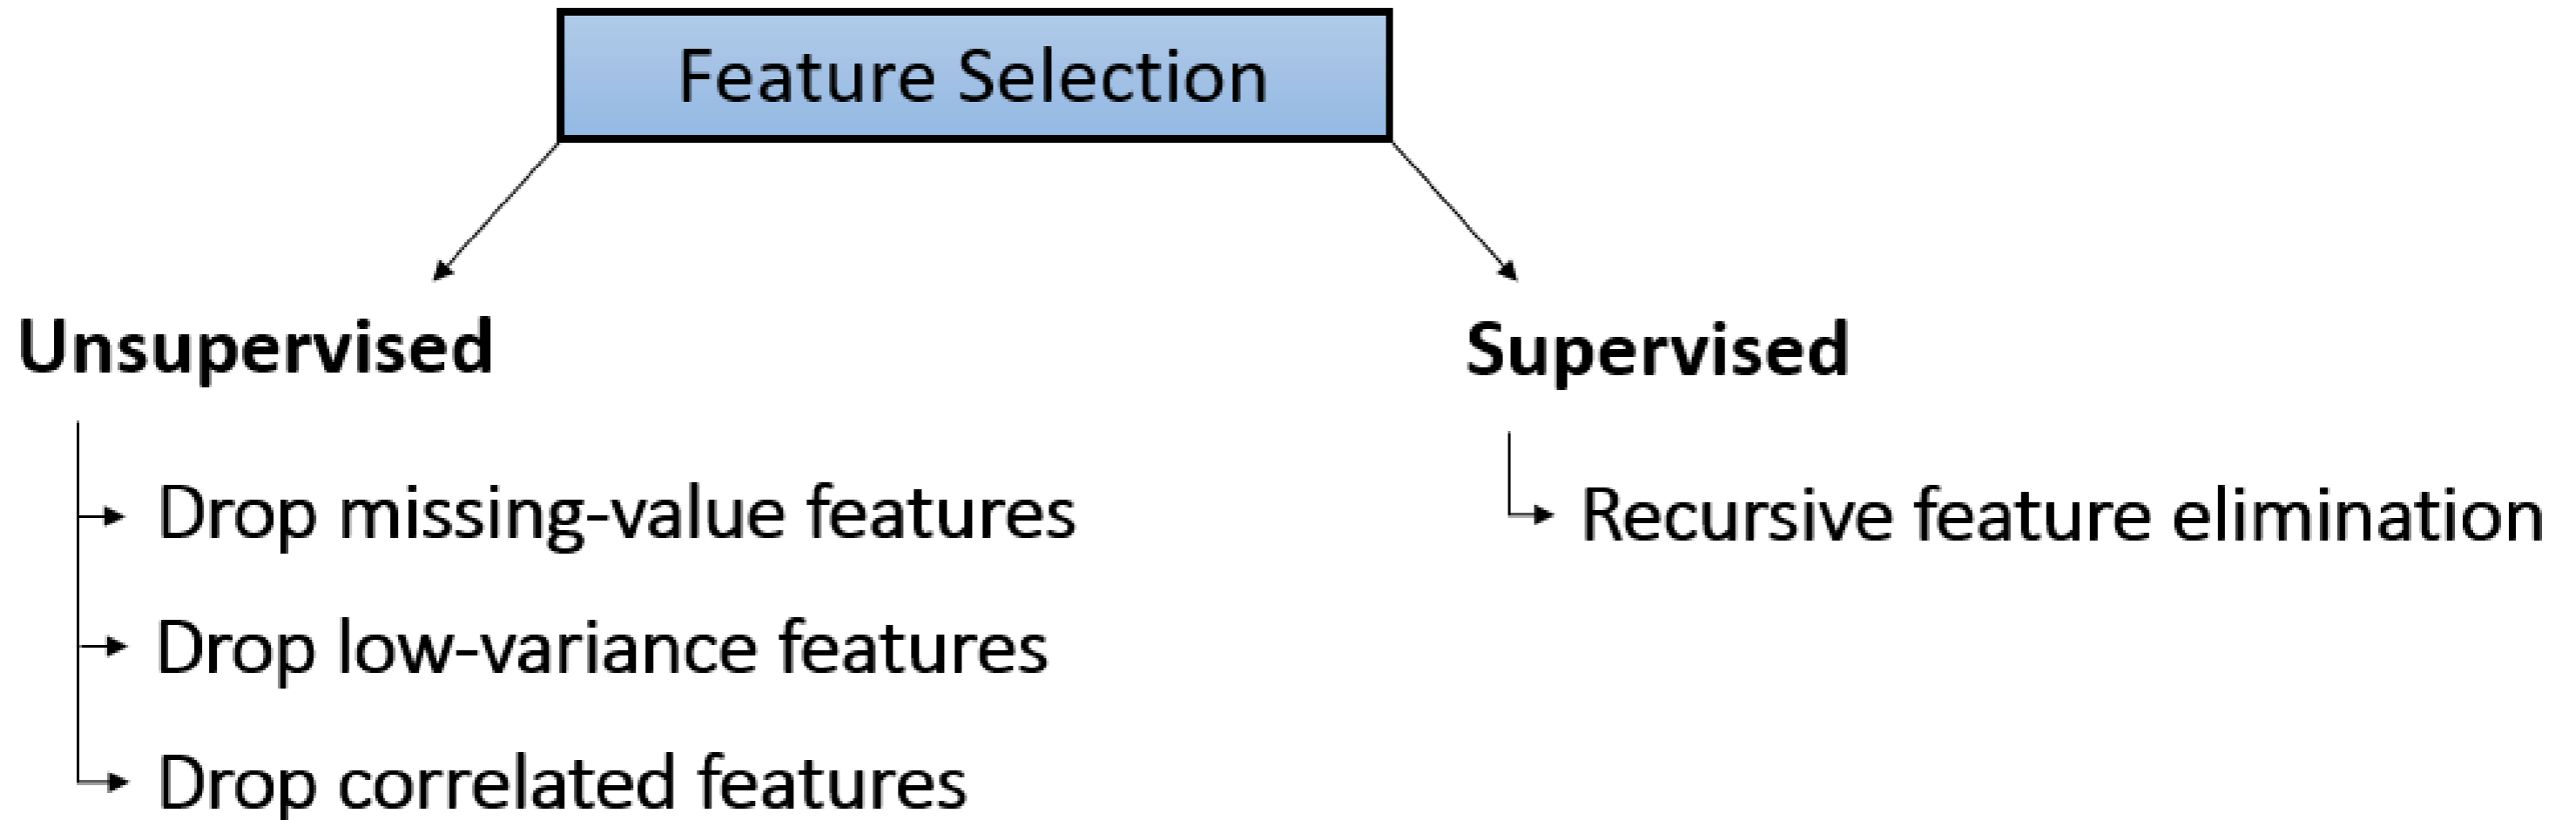 Feature Selection
Unsupervised
Drop missing-value features
Drop low-variance features
Drop correlated features
Supervised
Recursive feature elimination